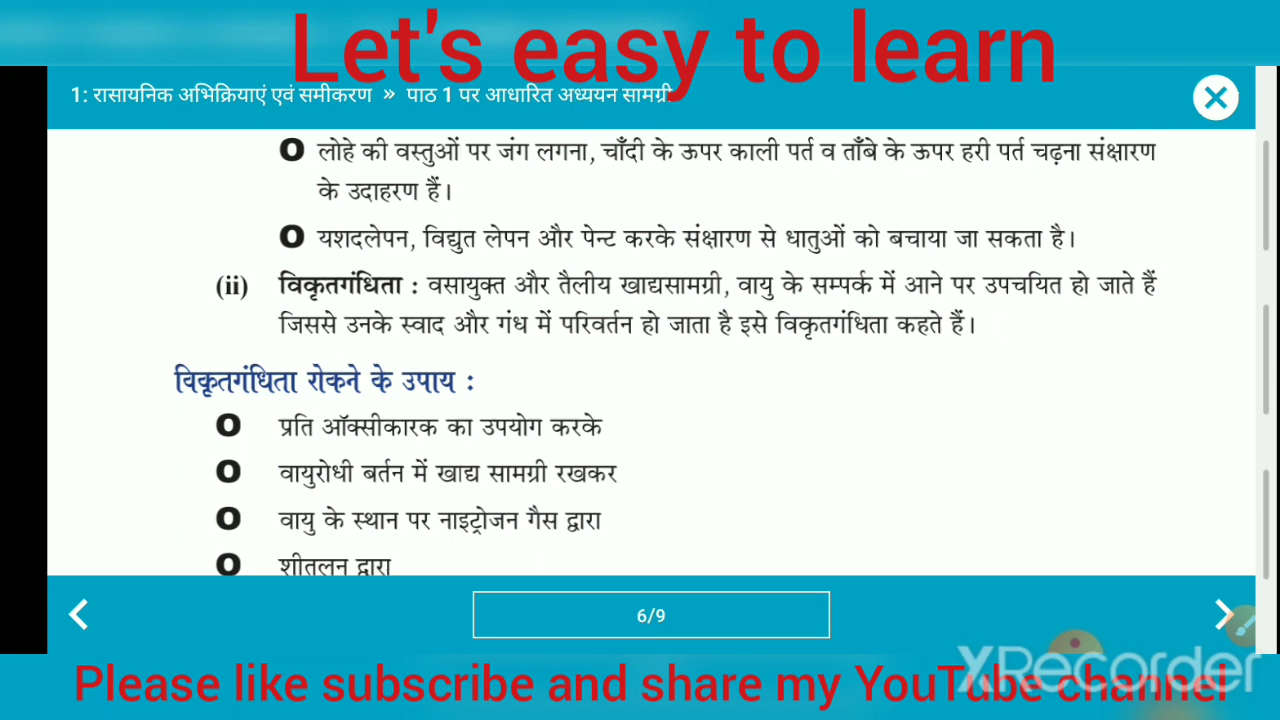 Let's easy to learn
1: रासायनिक अभिक्रियाएं एवं समीकरण » पाठ 1 पर आधारित अध्ययन सामग्री
O लोहे की वस्तुओं पर जंग लगना, चाँदी के ऊपर काली पर्त व ताँबे के ऊपर हरी पर्त चढ़ना संक्षारण
के उदाहरण हैं।
O यशदलेपन, विद्युत लेपन और पेन्ट करके संक्षारण से धातुओं को बचाया जा सकता है।
(ii) विकृतगंधिता : वसायुक्त और तैलीय खाद्यसामग्री, वायु के सम्पर्क में आने पर उपचयित हो जाते हैं
जिससे उनके स्वाद और गंध में परिवर्तन हो जाता है इसे विकृतगंधिता कहते हैं।
विकृतगंधिता रोकने के उपाय :
O प्रति ऑक्सीकारक का उपयोग करके
O वायुरोधी बर्तन में खाद्य सामग्री रखकर
O वायु के स्थान पर नाइट्रोजन गैस द्वारा
O शीतलन द्वारा
6/9
XRecorder
Please like subscribe and share my YouTube channel